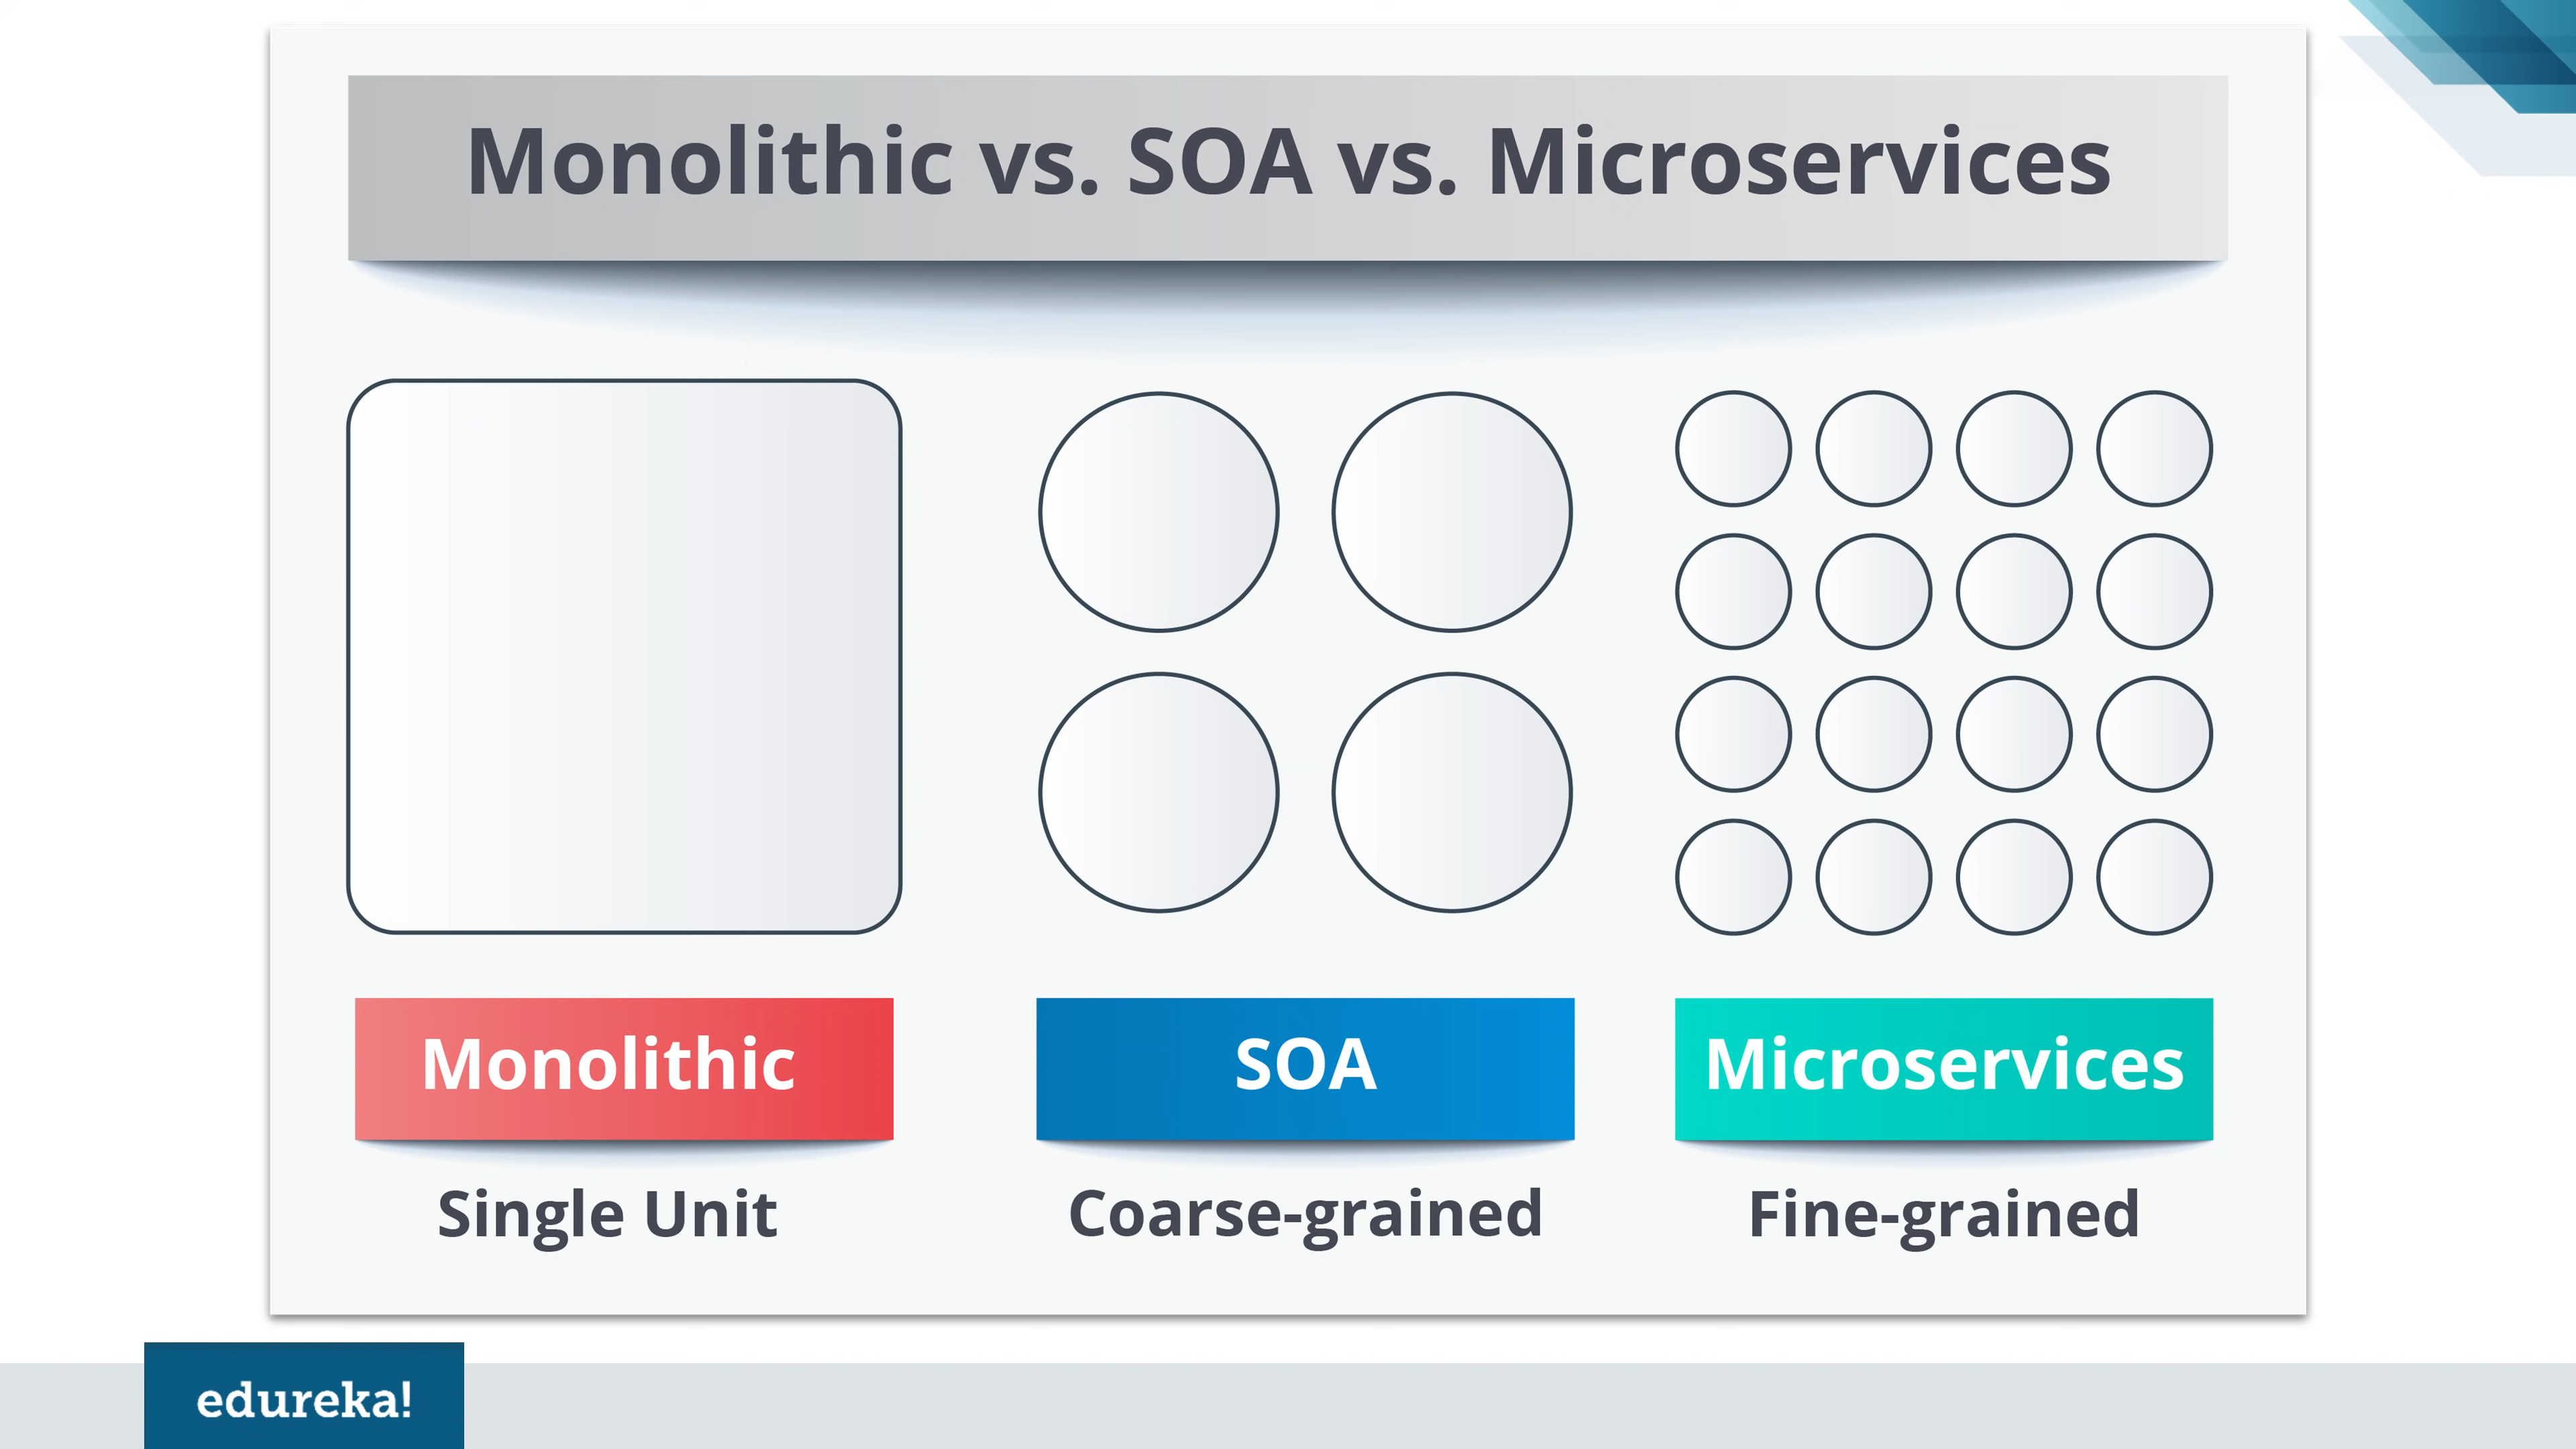 Monolithic vs. SOA vs. Microservices
Monolithic
SOA
Microservices
Single Unit
Coarse-grained
Fine-grained
edureka!